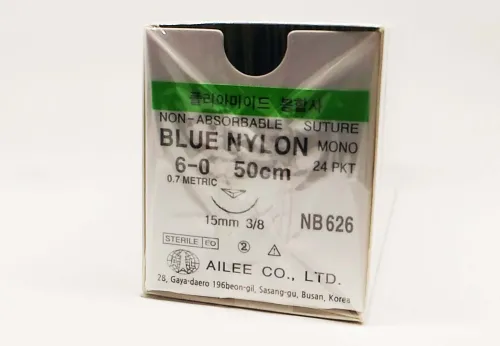 폴리아미이드 봉합사
NON-ABSORBABLE SUTURE
BLUE NYLON MONO
6-0 50cm 24 PKT
0.7 METRIC
15mm 3/8 NB626
STERILE EO ②
AILEE CO., LTD.
28, Gaya-daero 196beon-gil, Sasang-gu, Busan, Korea